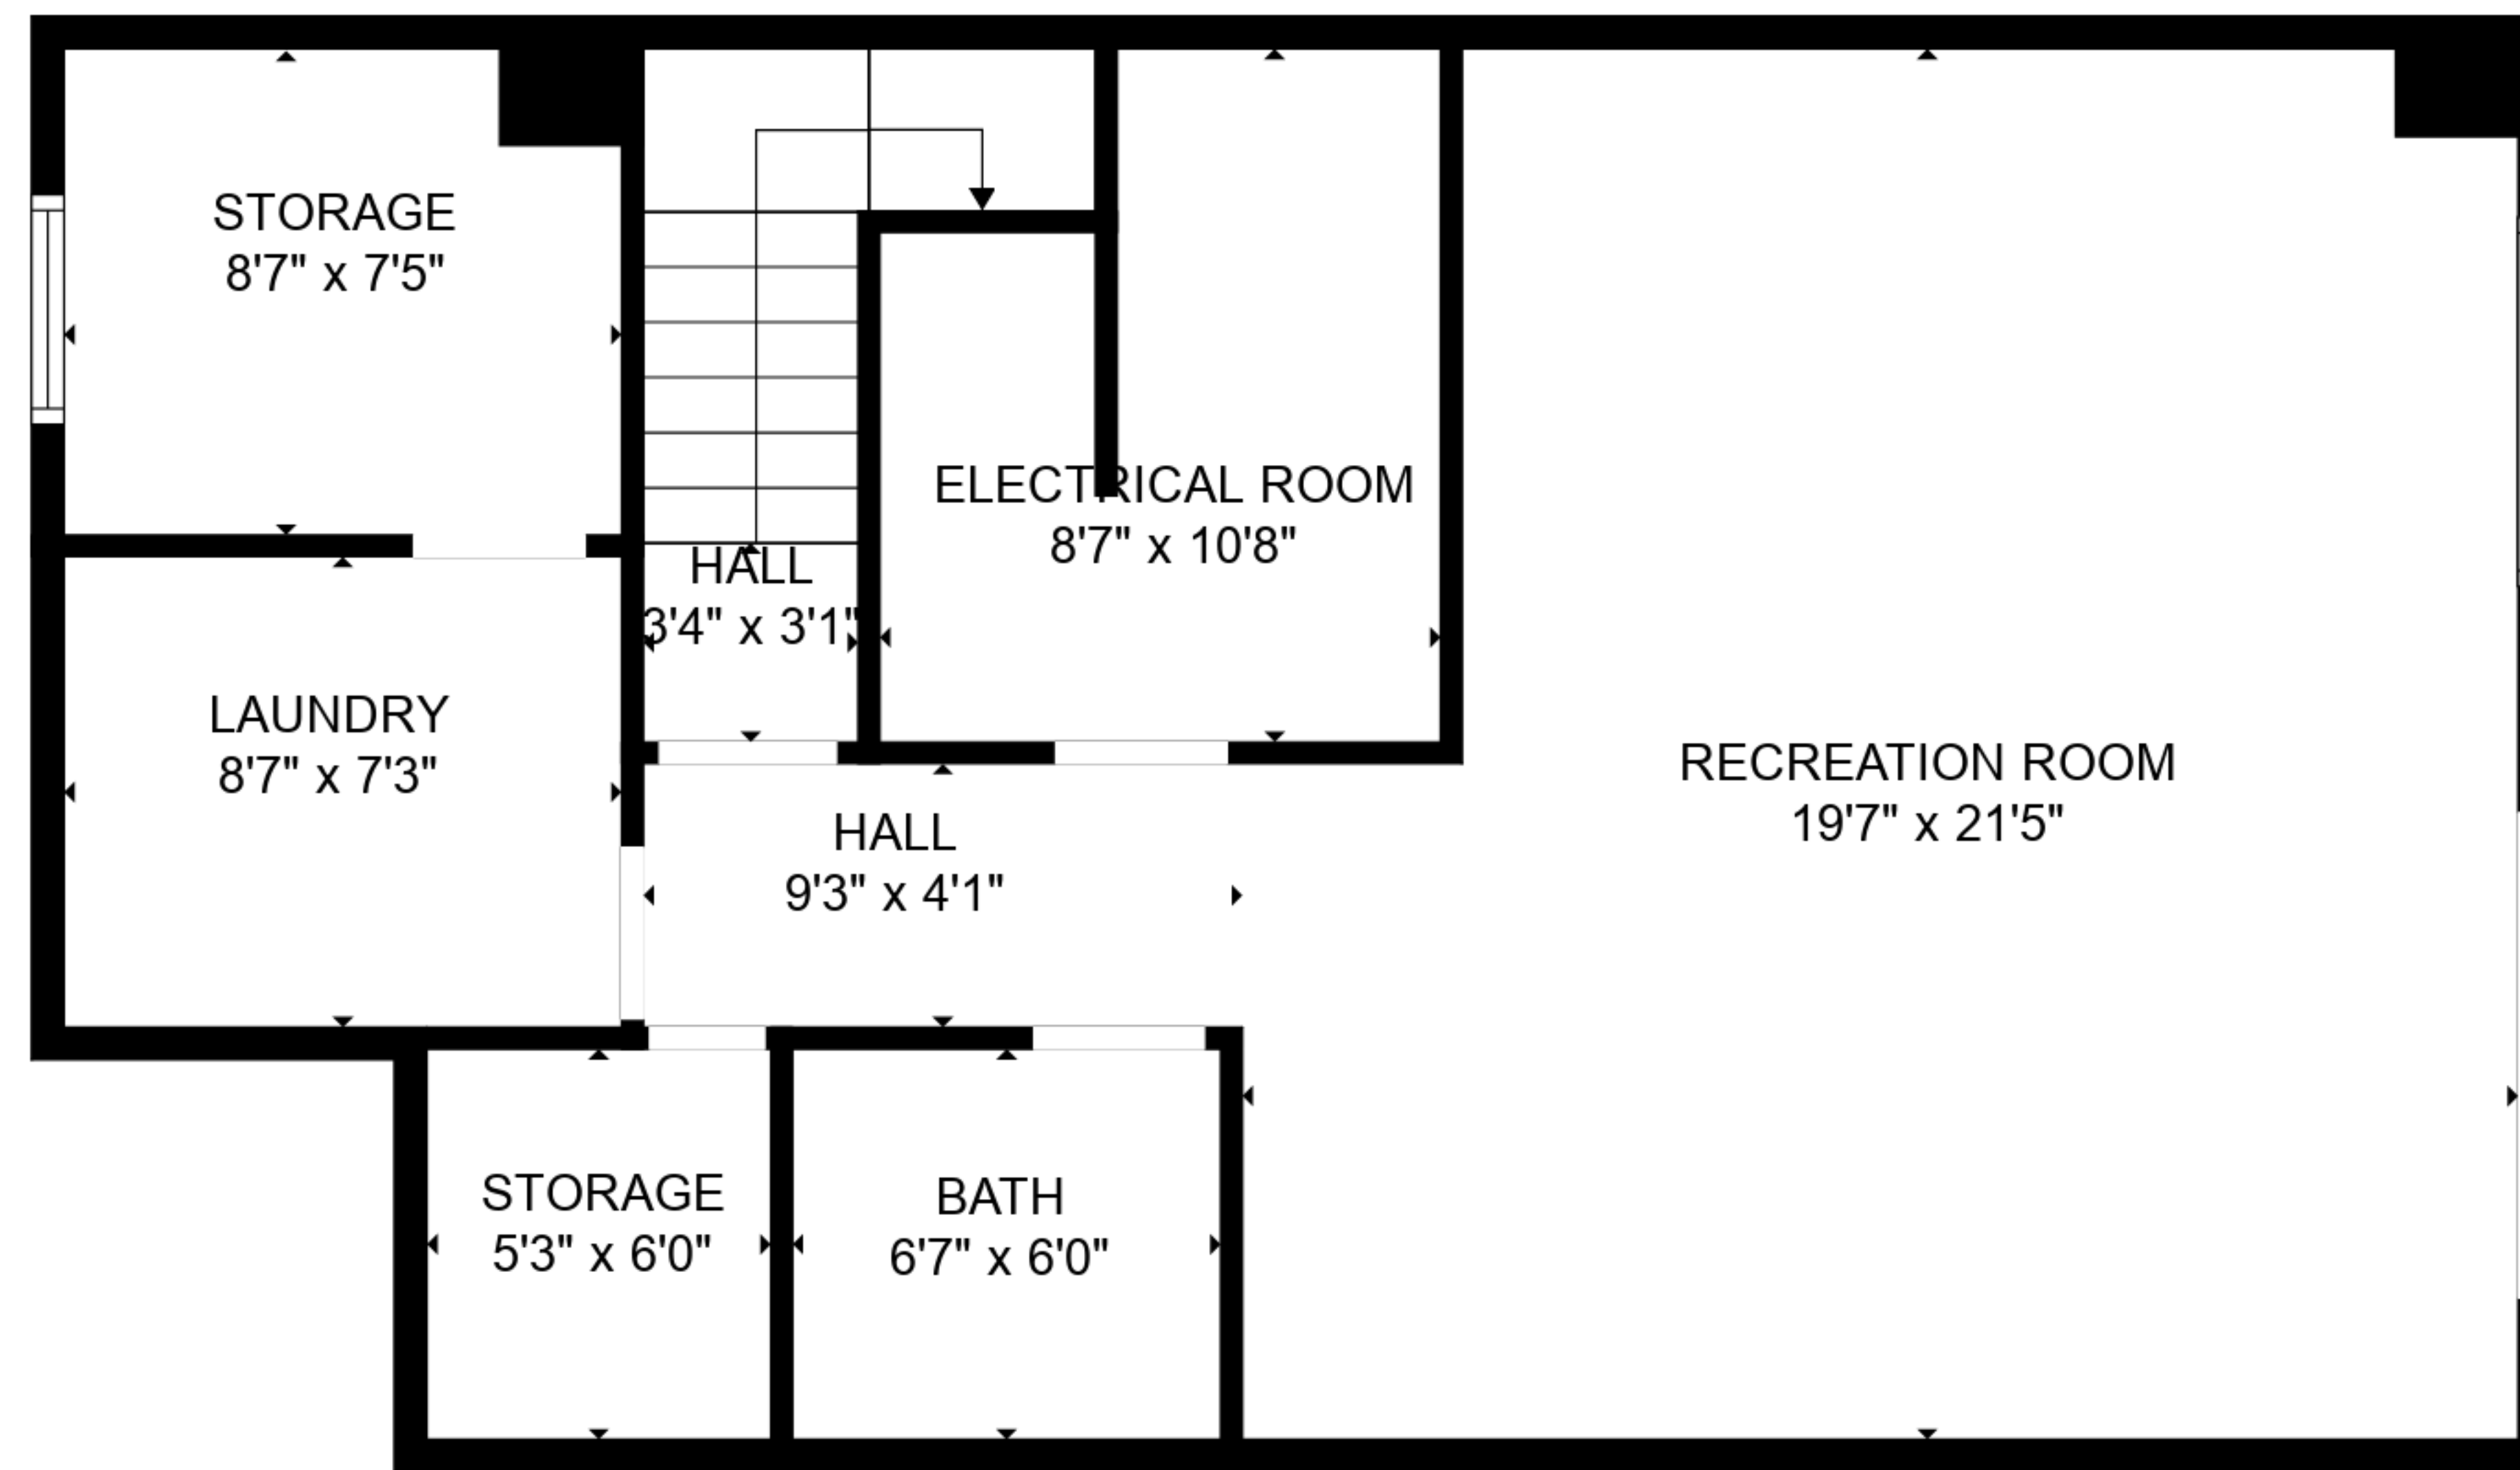 STORAGE
8'7" x 7'5"
ELECTRICAL ROOM
8'7" x 10'8"
HALL
3'4" x 3'1"
LAUNDRY
8'7" x 7'3"
RECREATION ROOM
19'7" x 21'5"
HALL
9'3" x 4'1"
STORAGE
5'3" x 6'0"
BATH
6'7" x 6'0"